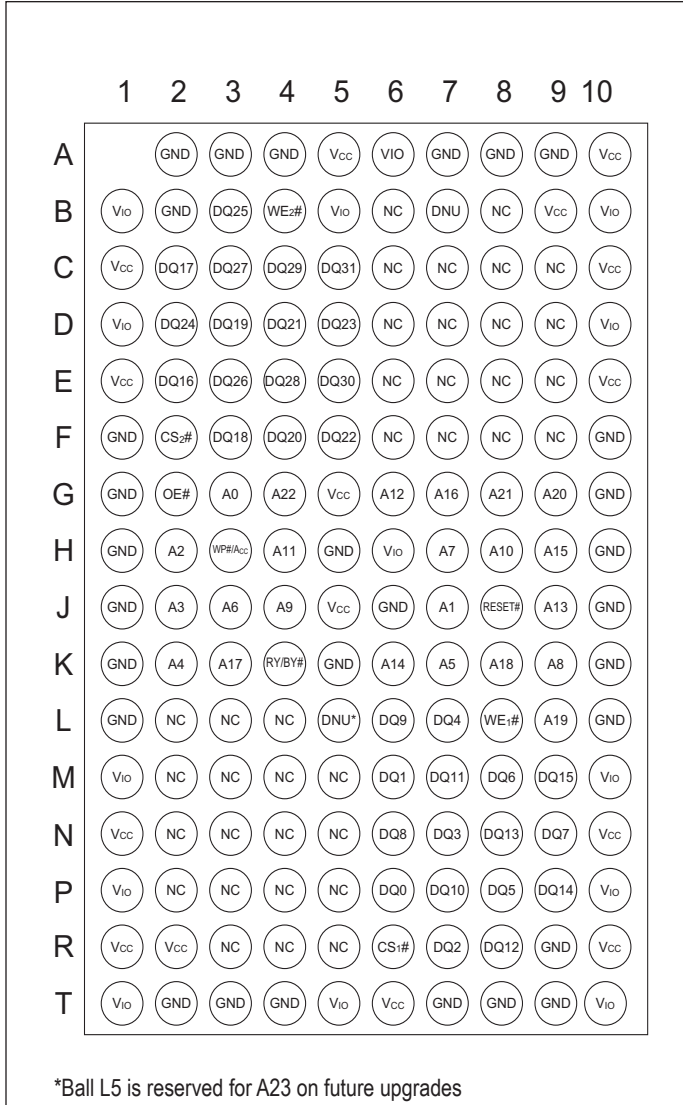 1 2 3 4 5 6 7 8 9 10
A GND GND GND VCC VIO GND GND GND VCC
B VIO GND DQ25 WE2# VIO NC DNU NC VCC VIO
C VCC DQ17 DQ27 DQ29 DQ31 NC NC NC NC VCC
D VIO DQ24 DQ19 DQ21 DQ23 NC NC NC NC VIO
E VCC DQ16 DQ26 DQ28 DQ30 NC NC NC NC VCC
F GND CS2# DQ18 DQ20 DQ22 NC NC NC NC GND
G GND OE# A0 A22 VCC A12 A16 A21 A20 GND
H GND A2 WP#/ACC A11 GND VIO A7 A10 A15 GND
J GND A3 A6 A9 VCC GND A1 RESET# A13 GND
K GND A4 A17 RY/BY# GND A14 A5 A18 A8 GND
L GND NC NC NC DNU* DQ9 DQ4 WE1# A19 GND
M VIO NC NC NC NC DQ1 DQ11 DQ6 DQ15 VIO
N VCC NC NC NC NC DQ8 DQ3 DQ13 DQ7 VCC
P VIO NC NC NC NC DQ0 DQ10 DQ5 DQ14 VIO
R VCC VCC NC NC NC CS1# DQ2 DQ12 GND VCC
T VIO GND GND GND VIO VCC GND GND GND VIO
*Ball L5 is reserved for A23 on future upgrades